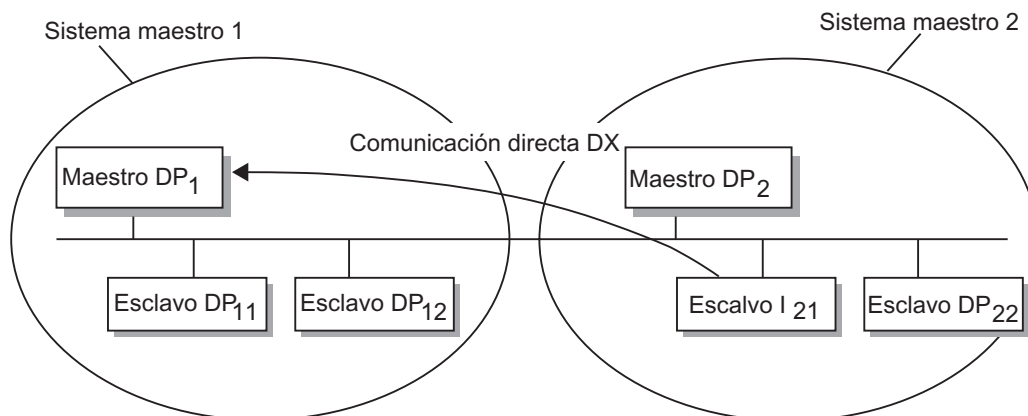 Sistema maestro 1
Sistema maestro 2
Comunicación directa DX
Maestro DP1
Maestro DP2
Esclavo DP11
Esclavo DP12
Escalvo I 21
Esclavo DP22